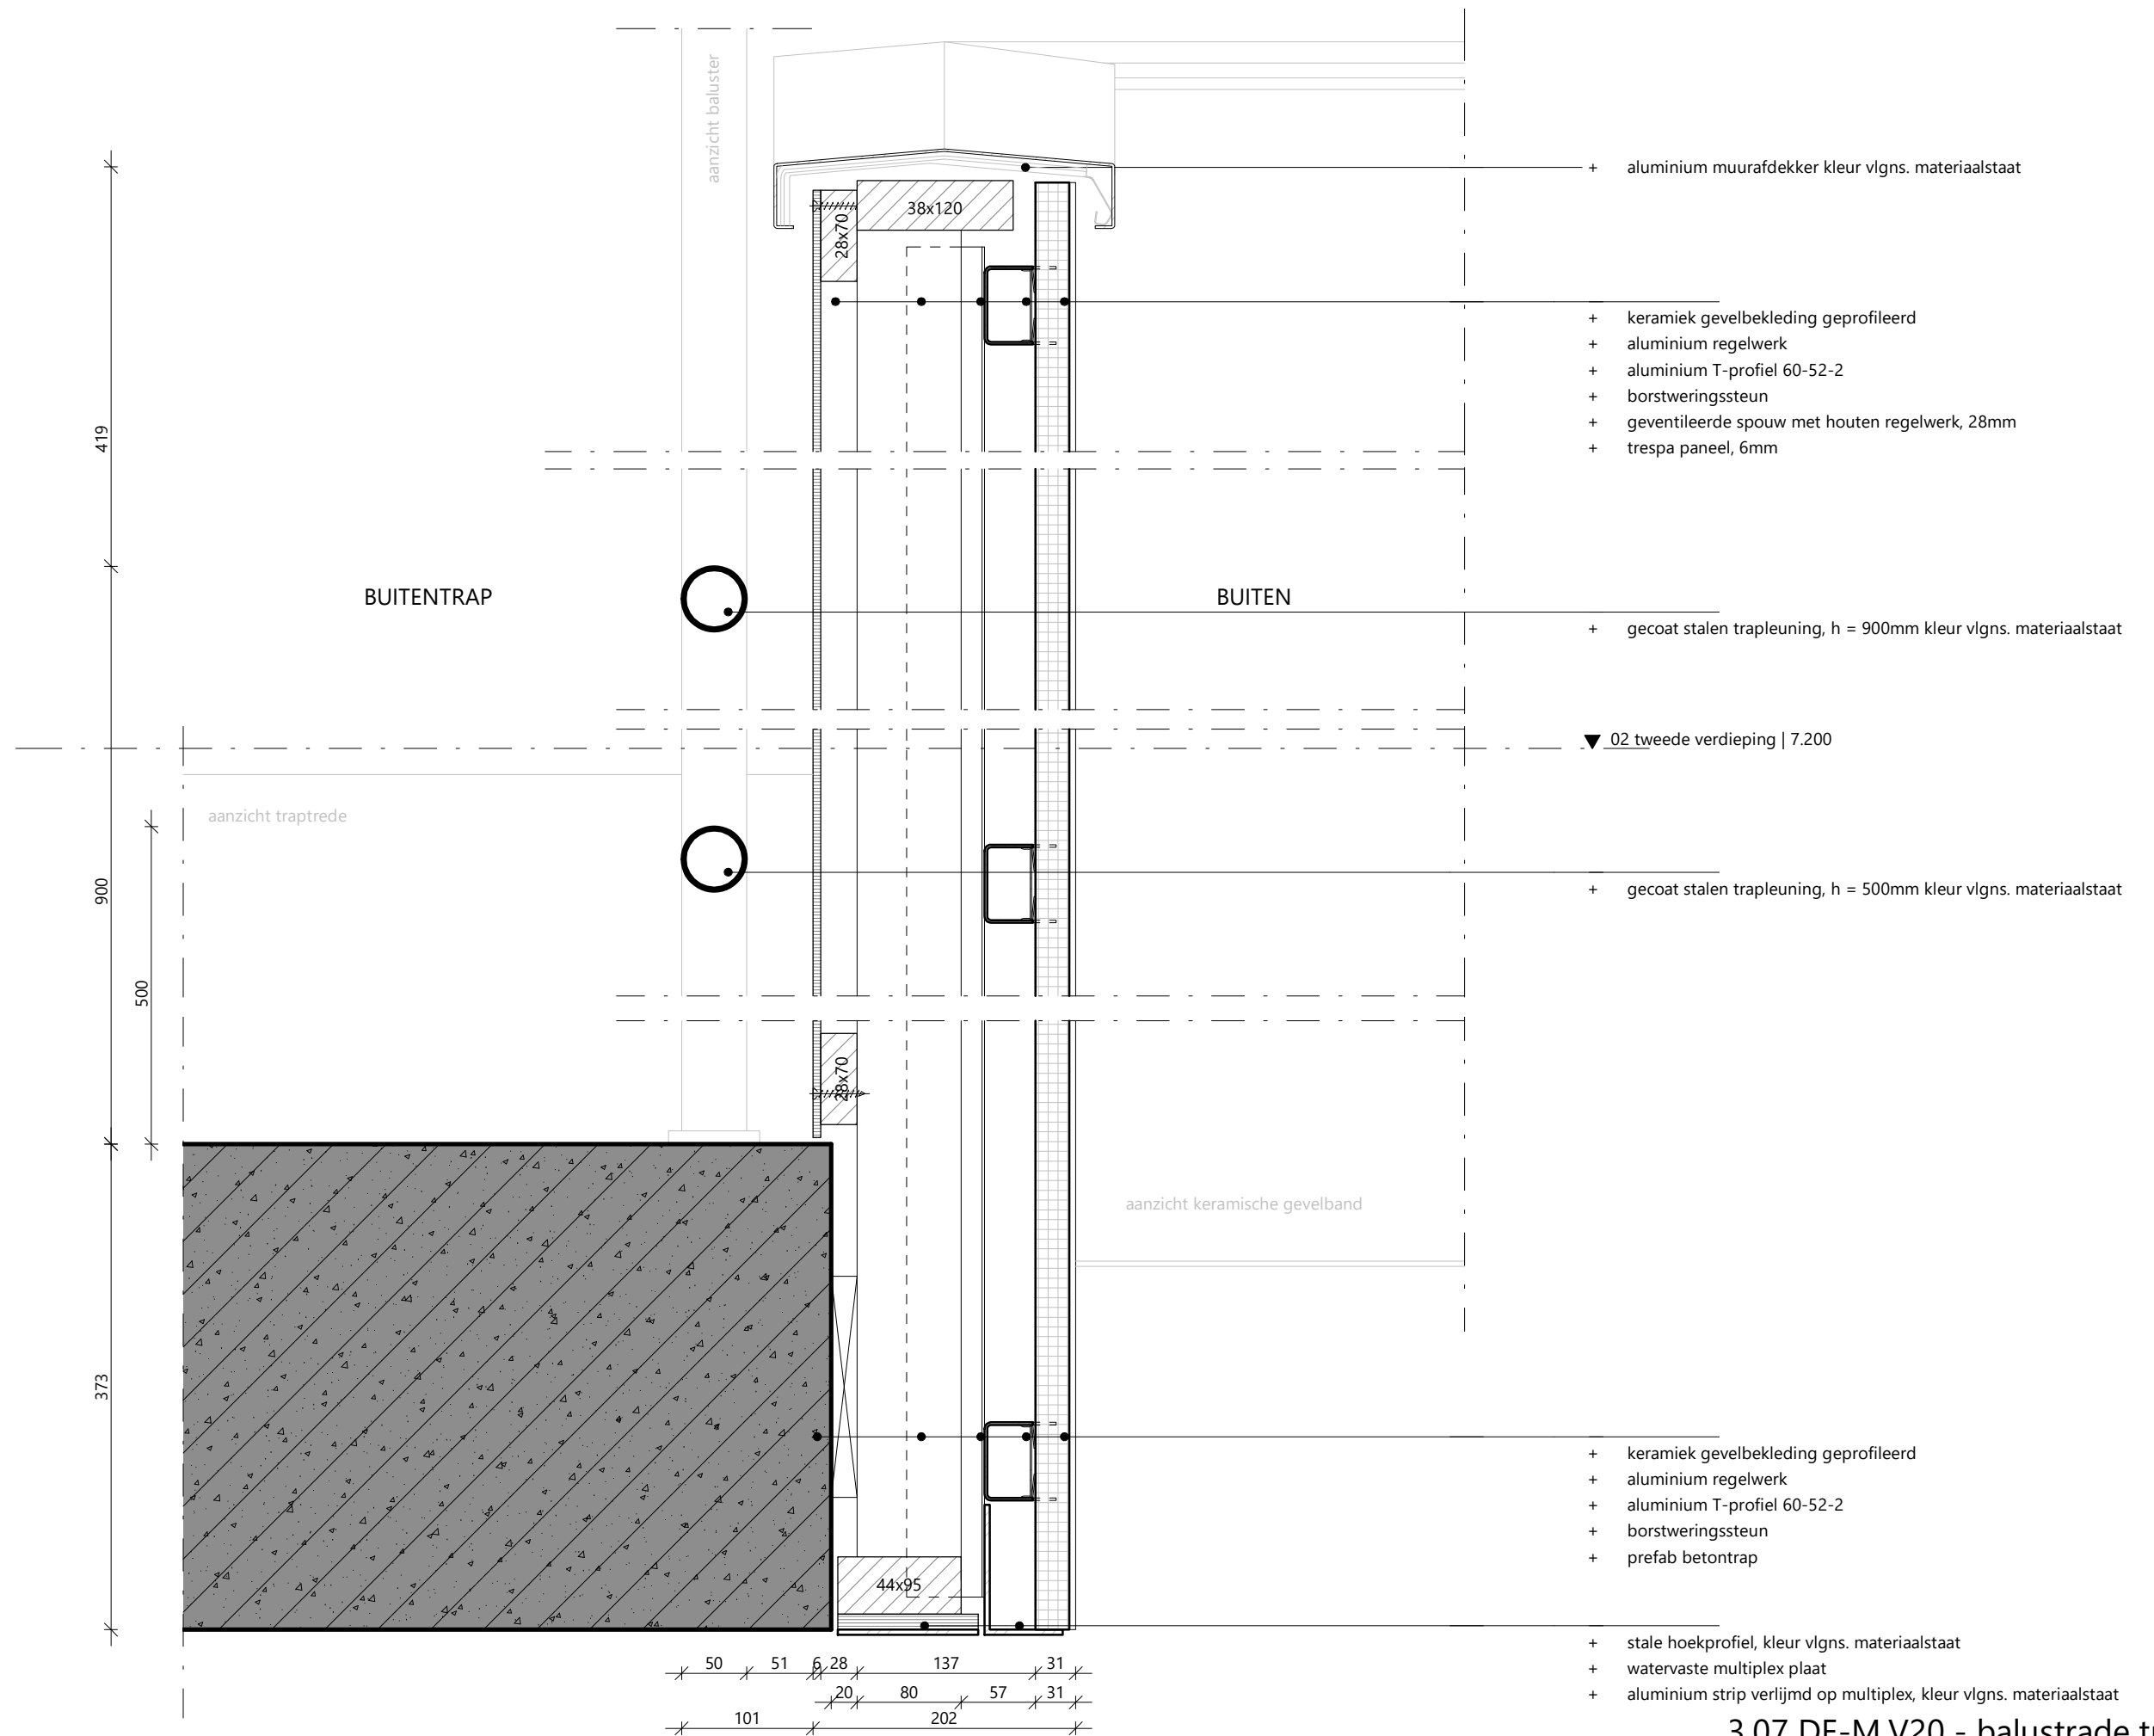 aanzicht baluster
+ aluminium muurafdekker kleur vlgns. materiaalstaat
38x120
28x70
+ keramiek gevelbekleding geprofileerd
+ aluminium regelwerk
+ aluminium T-profiel 60-52-2
+ borstweringssteun
+ geventileerde spouw met houten regelwerk, 28mm
+ trespa paneel, 6mm
419
BUITENTRAP
BUITEN
+ gecoat stalen trapleuning, h = 900mm kleur vlgns. materiaalstaat
02 tweede verdieping | 7.200
aanzicht traptrede
900
+ gecoat stalen trapleuning, h = 500mm kleur vlgns. materiaalstaat
500
28x70
aanzicht keramische gevelband
373
+ keramiek gevelbekleding geprofileerd
+ aluminium regelwerk
+ aluminium T-profiel 60-52-2
+ borstweringssteun
+ prefab betontrap
44x95
+ stale hoekprofiel, kleur vlgns. materiaalstaat
+ watervaste multiplex plaat
+ aluminium strip verlijmd op multiplex, kleur vlgns. materiaalstaat
50 51 6 28 137 31
20 80 57 31
101 202
3.07 DE-M.V20 - balustrade